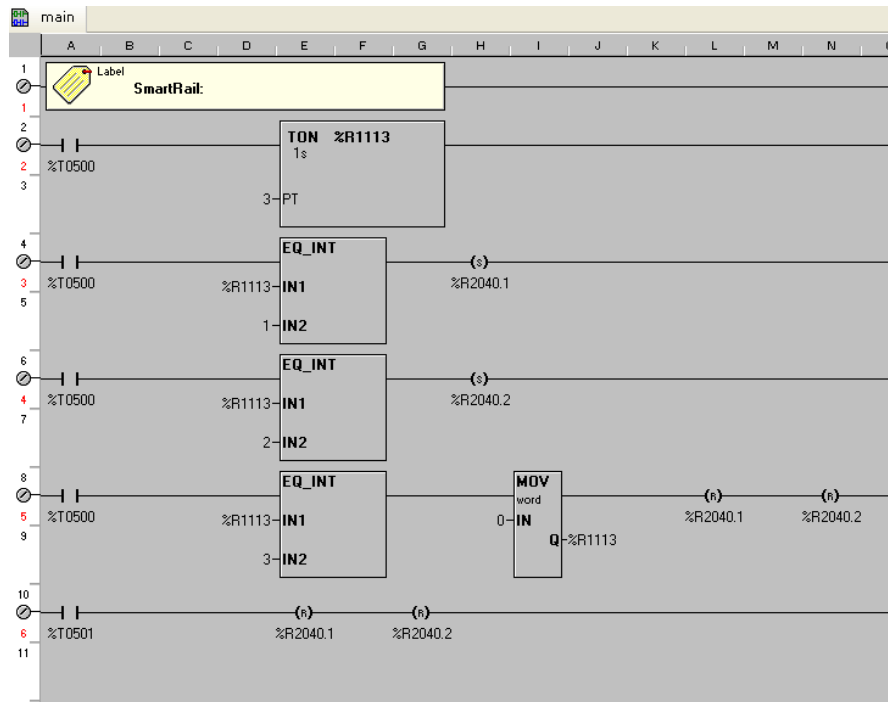 main
A B C D E F G H I J K L M N
1
Label
SmartRail:
1
2
TON %R1113
1s
2 %T0500
3
3 PT
4
EQ_INT
3 %T0500 %R1113 IN1 %R2040.1
(S)
5
1 IN2
6
EQ_INT
(S)
4 %T0500 %R1113 IN1 %R2040.2
7
2 IN2
8
EQ_INT MOV
word
(R) (R)
5 %T0500 %R1113 IN1 0 IN %R2040.1 %R2040.2
9
Q %R1113
3 IN2
10
(R) (R)
6 %T0501 %R2040.1 %R2040.2
11